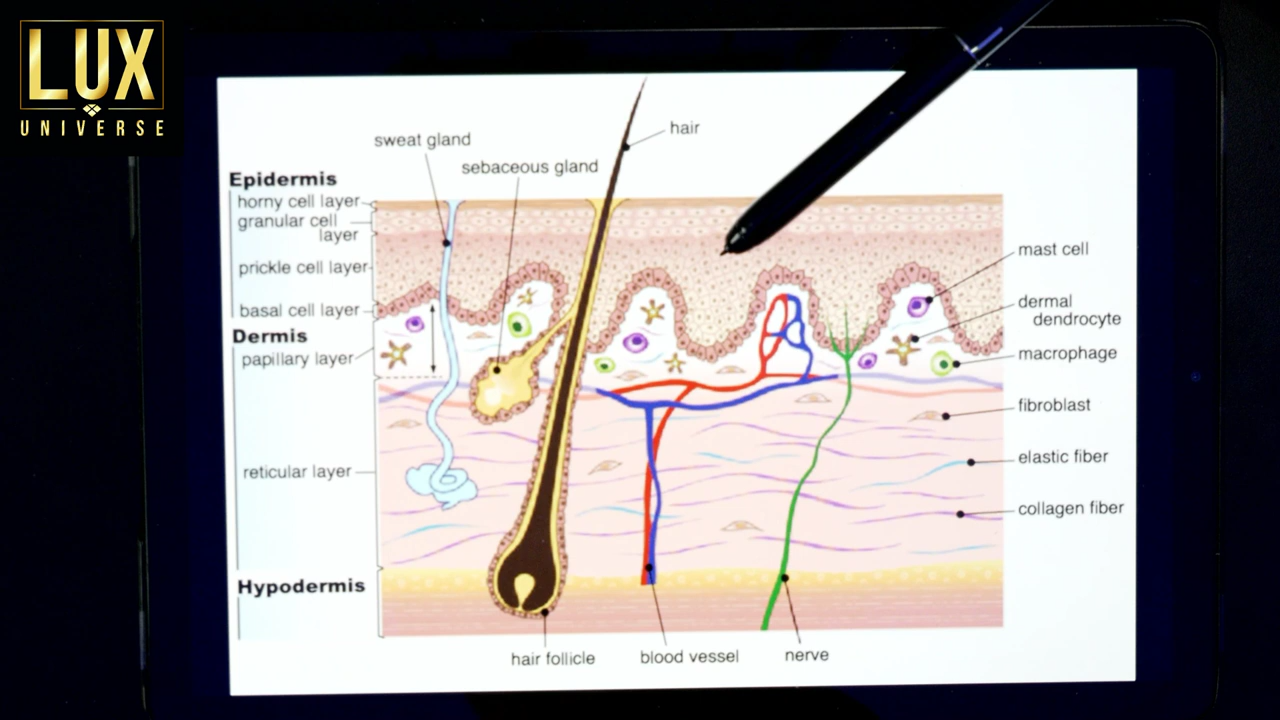 LUX
UNIVERSE
sweat gland
sebaceous gland
hair
Epidermis
horny cell layer
granular cell
layer
prickle cell layer
basal cell layer
Dermis
papillary layer
reticular layer
Hypodermis
mast cell
dermal
dendrocyte
macrophage
fibroblast
elastic fiber
collagen fiber
hair follicle
blood vessel
nerve